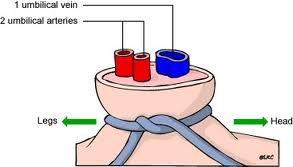 1 umbilical vein
2 umbilical arteries
Legs
Head